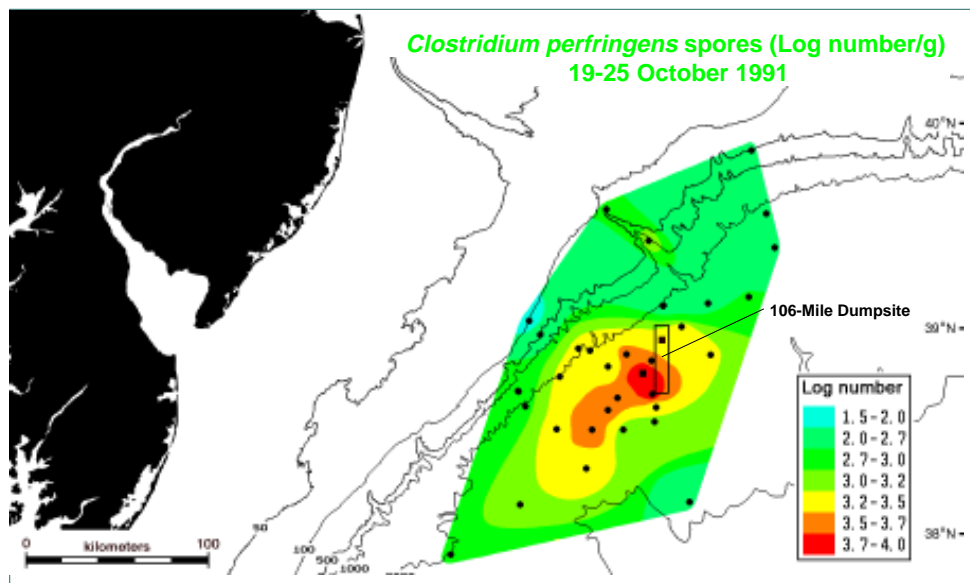 Clostridium perfringens spores (Log number/g)
19-25 October 1991
40°N
106-Mile Dumpsite
39°N
Log number
1.5-2.0
2.0-2.7
2.7-3.0
3.0-3.2
3.2-3.5
3.5-3.7
3.7-4.0
50
100
500
1000
38°N
0 kilometers 100